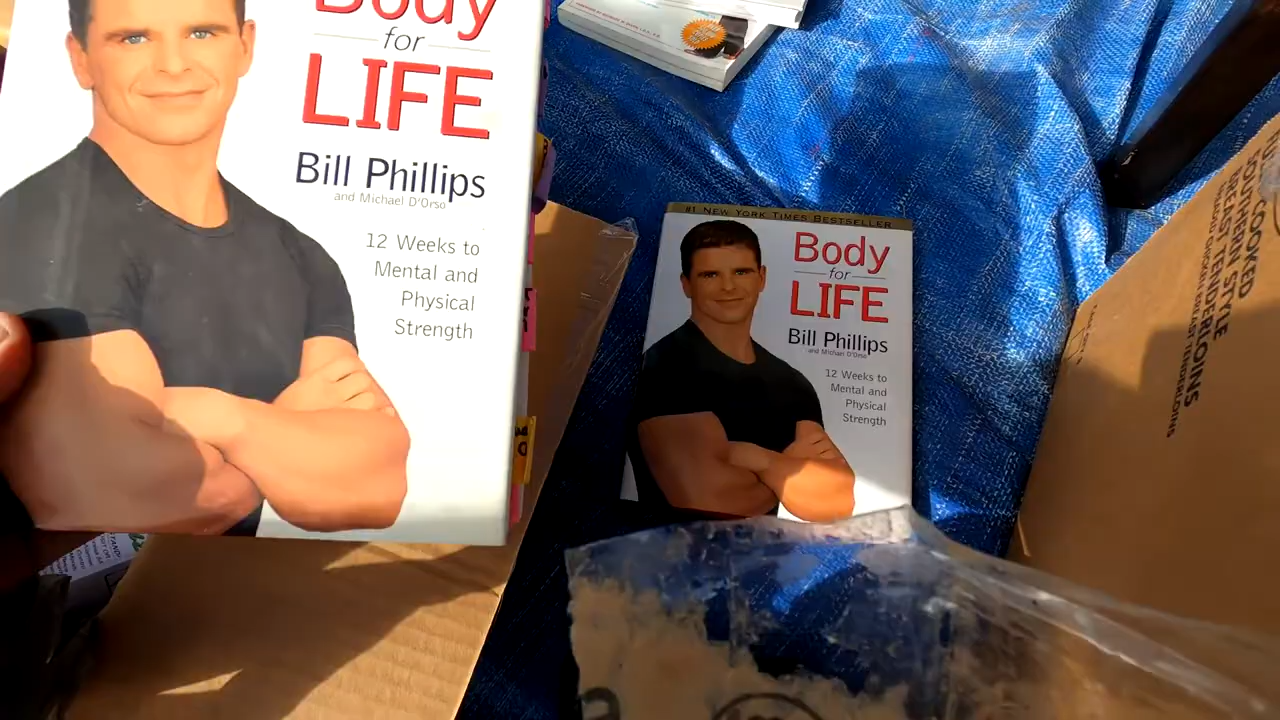 Body
for
LIFE
Bill Phillips
and Michael D'Orso
12 Weeks to
Mental and
Physical
Strength
#1 NEW YORK TIMES BESTSELLER
Body
for
LIFE
Bill Phillips
and Michael D'Orso
12 Weeks to
Mental and
Physical
Strength
COOKED
SOUTHERN STYLE
BREAST TENDERLOINS